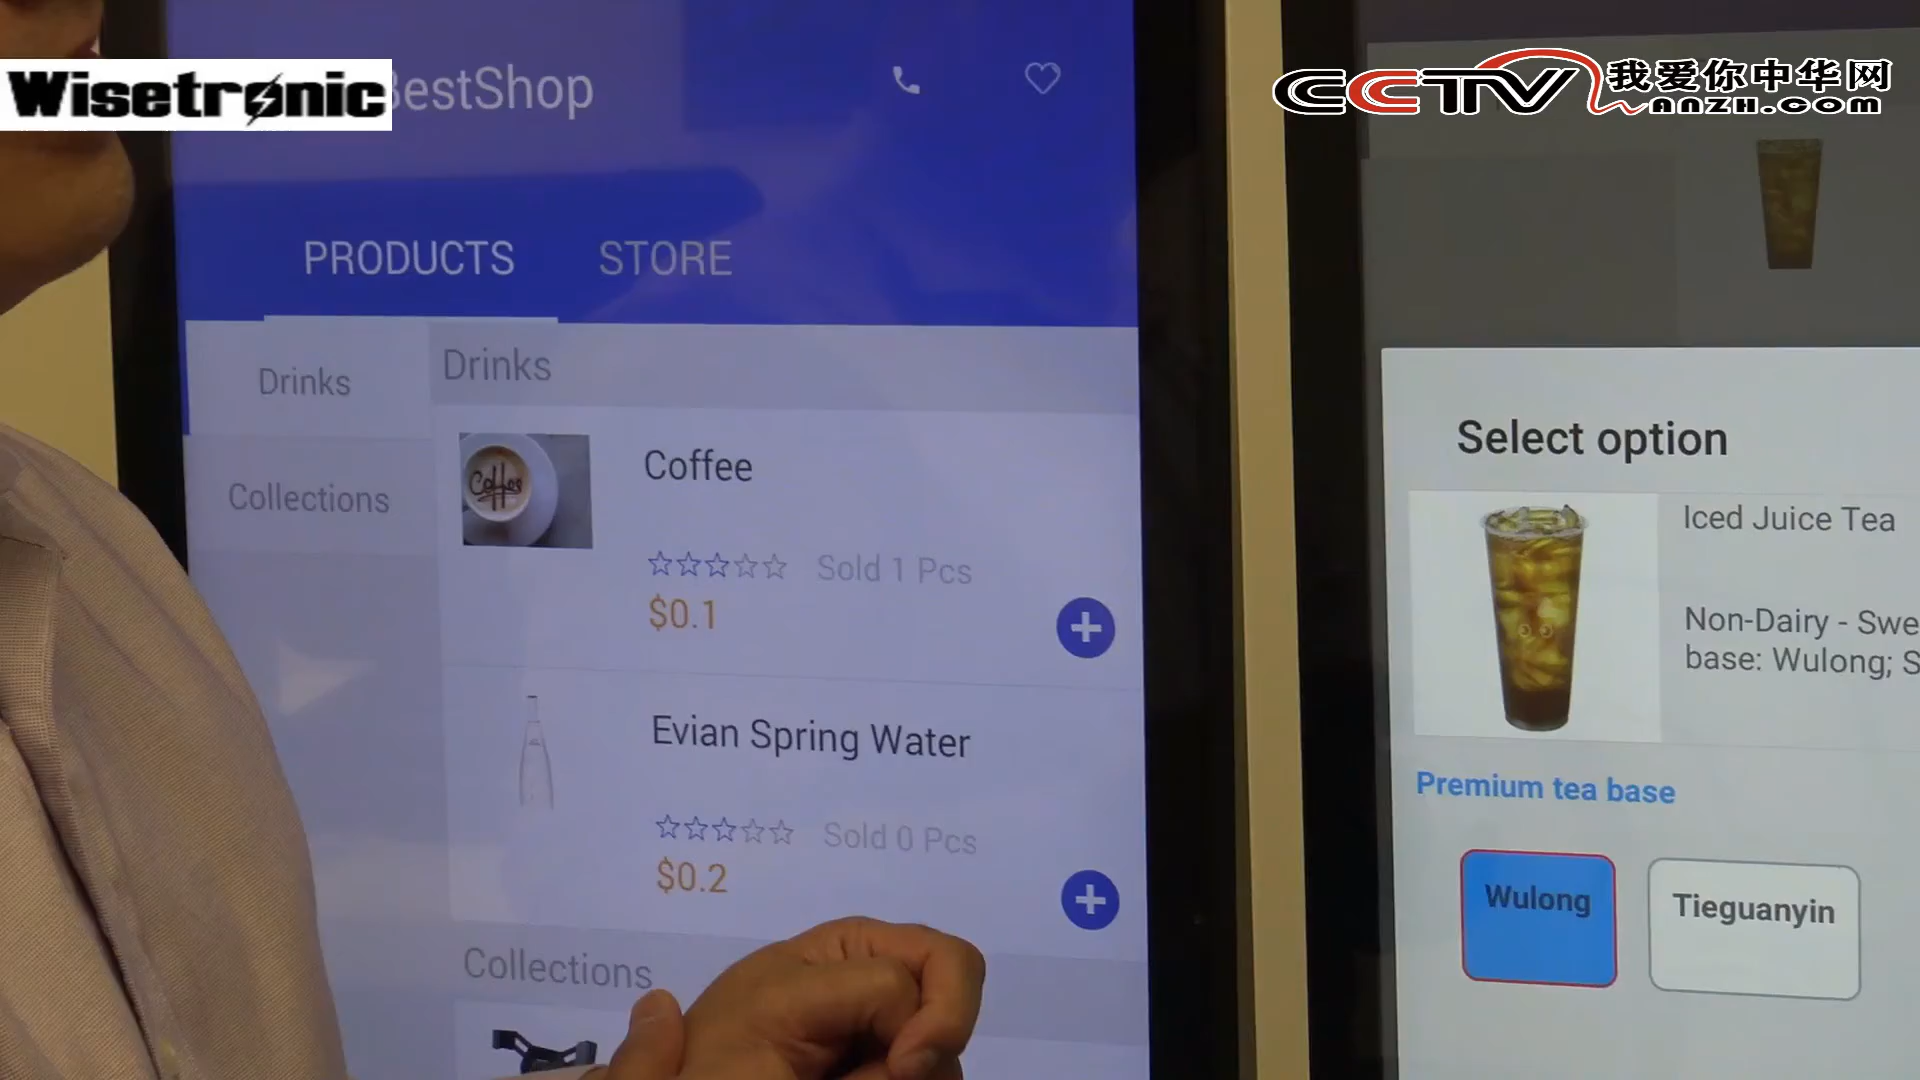 Wisetronic
BestShop
CCTV 我爱你中华网
ANZH.COM
PRODUCTS STORE
Drinks
Collections
Drinks
Coffee
Coffee
Sold 1 Pcs
$0.1
Evian Spring Water
Sold 0 Pcs
$0.2
Collections
Select option
Iced Juice Tea
Non-Dairy - Swe
base: Wulong; S
Premium tea base
Wulong
Tieguanyin